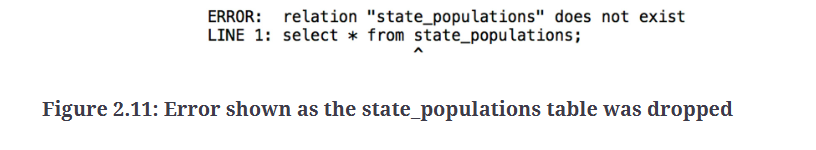 ERROR:  relation "state_populations" does not exist
LINE 1: select * from state_populations;
^
Figure 2.11: Error shown as the state_populations table was dropped